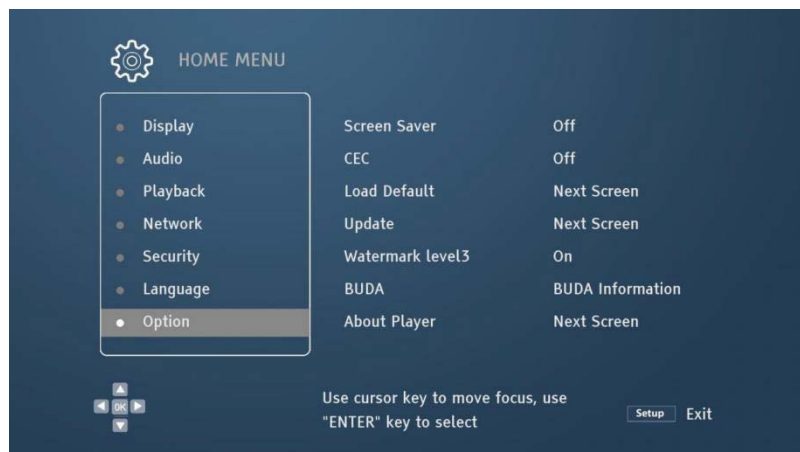 HOME MENU
Display Screen Saver Off
Audio CEC Off
Playback Load Default Next Screen
Network Update Next Screen
Security Watermark level3 On
Language BUDA BUDA Information
Option About Player Next Screen
OK
Use cursor key to move focus, use
"ENTER" key to select
Setup Exit